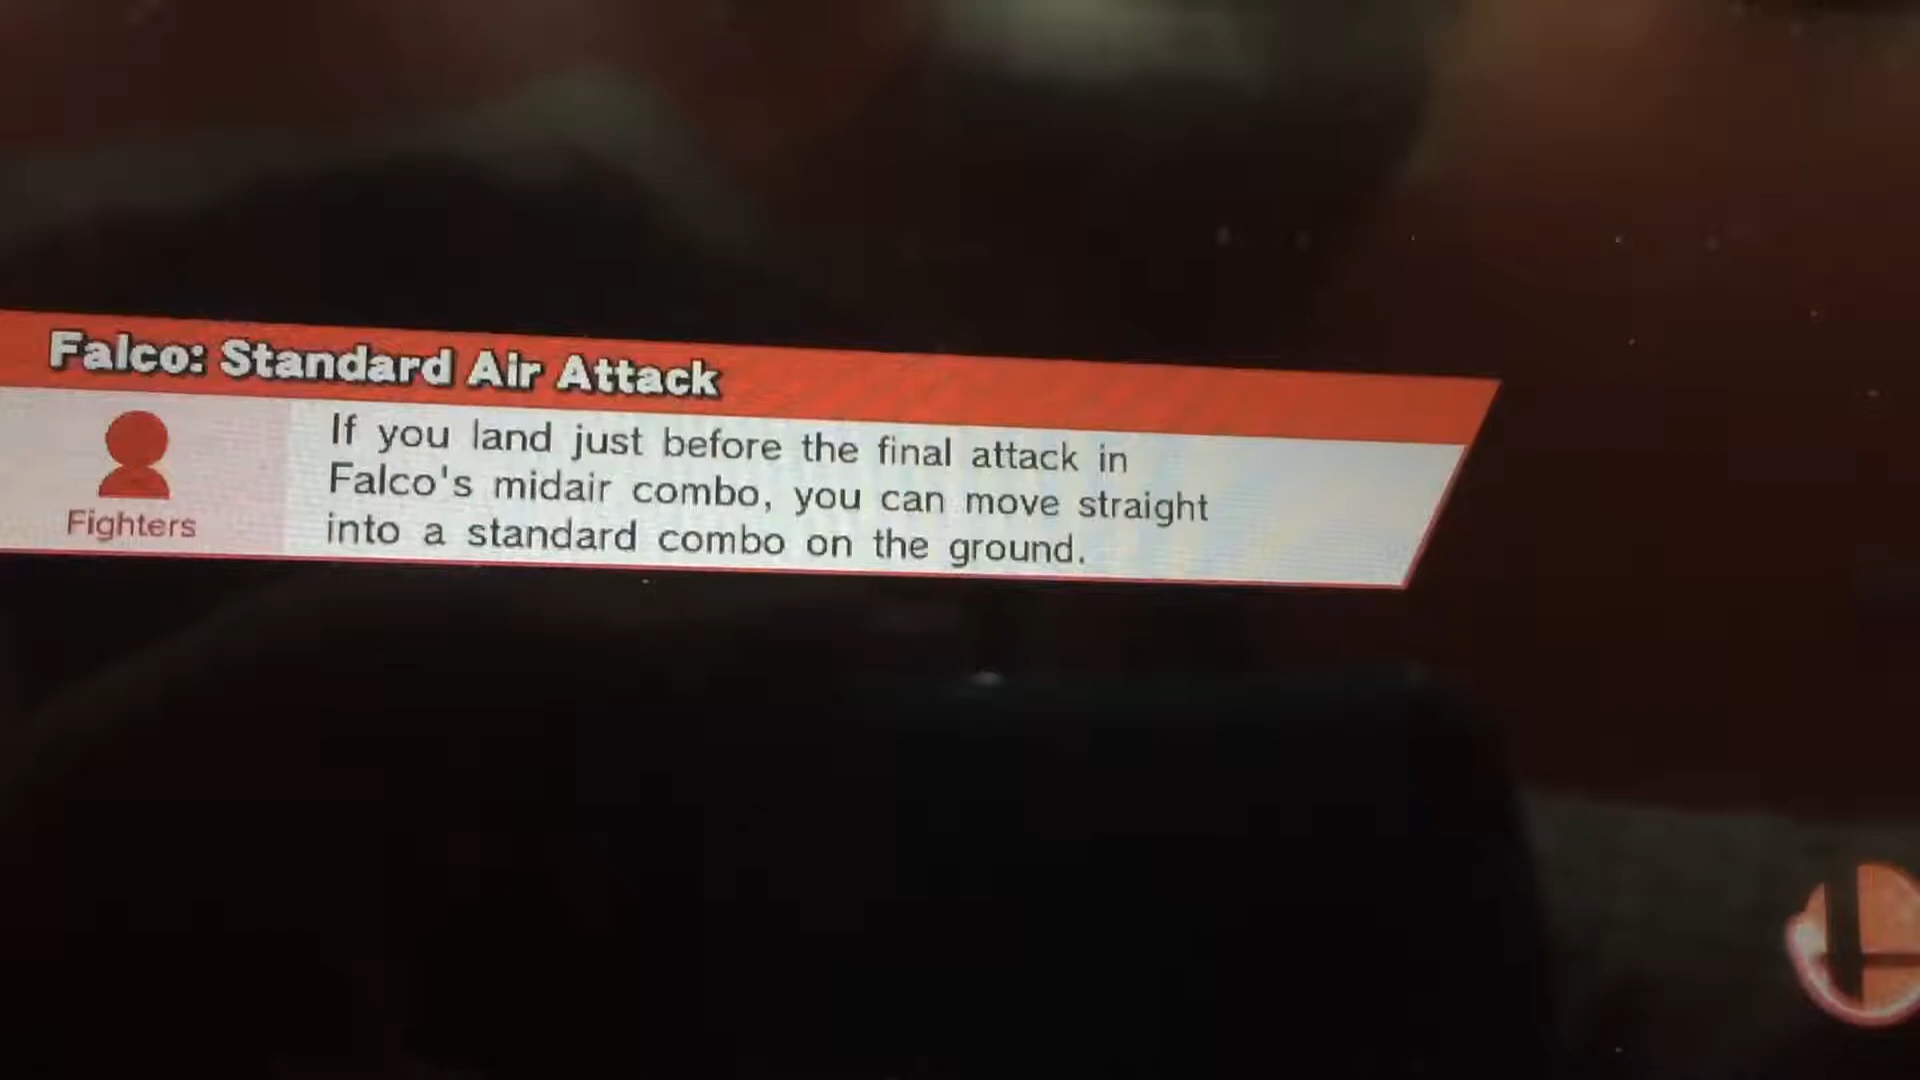 Falco: Standard Air Attack
If you land just before the final attack in
Falco's midair combo, you can move straight
into a standard combo on the ground.
Fighters